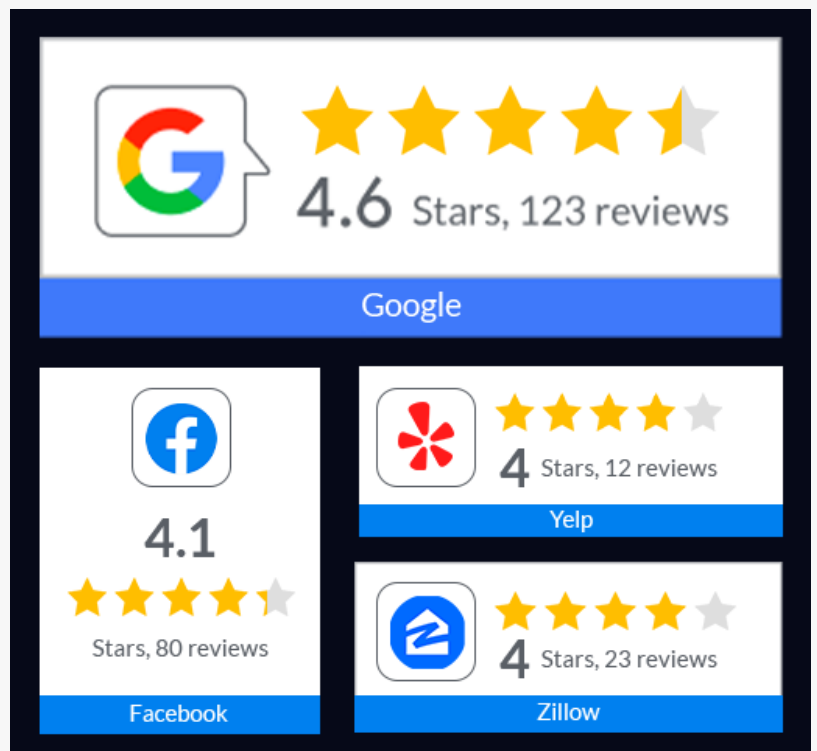 4.6 Stars, 123 reviews
Google
4.1
Stars, 80 reviews
Facebook
4 Stars, 12 reviews
Yelp
4 Stars, 23 reviews
Zillow